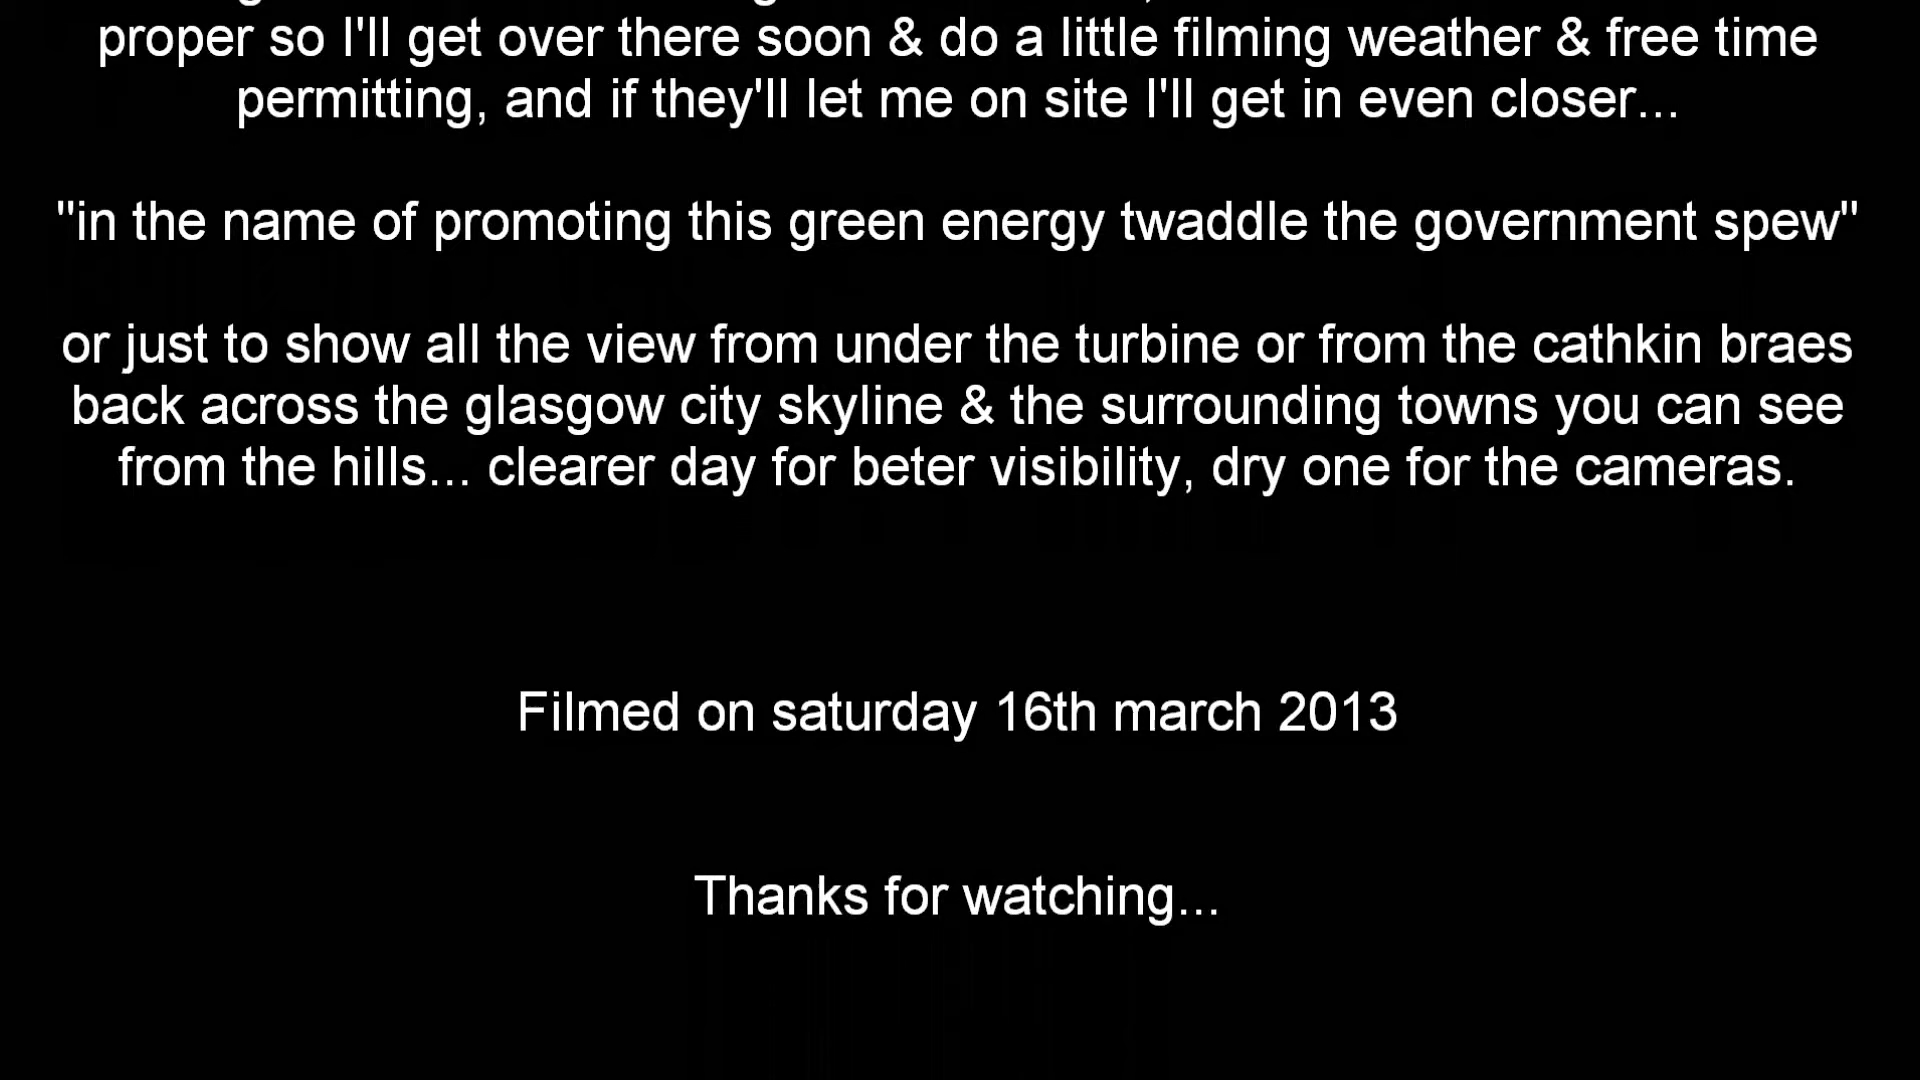 proper so I'll get over there soon & do a little filming weather & free time
permitting, and if they'll let me on site I'll get in even closer...
"in the name of promoting this green energy twaddle the government spew"
or just to show all the view from under the turbine or from the cathkin braes
back across the glasgow city skyline & the surrounding towns you can see
from the hills... clearer day for beter visibility, dry one for the cameras.
Filmed on saturday 16th march 2013
Thanks for watching...